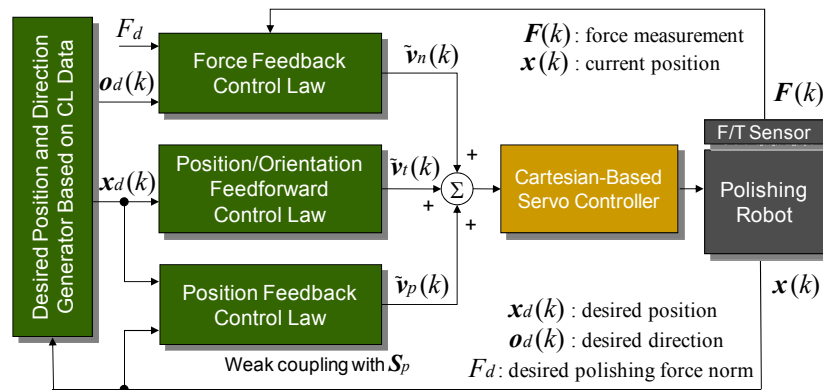 Desired Position and Direction
Generator Based on CL Data
F_d
o_d(k)
x_d(k)
Force Feedback
Control Law
ṽ_n(k)
Position/Orientation
Feedforward
Control Law
ṽ_t(k)
Position Feedback
Control Law
ṽ_p(k)
Weak coupling with S_p
+
+
+
Σ
Cartesian-Based
Servo Controller
F(k) : force measurement
x(k) : current position
F(k)
F/T Sensor
Polishing
Robot
x(k)
x_d(k) : desired position
o_d(k) : desired direction
F_d : desired polishing force norm